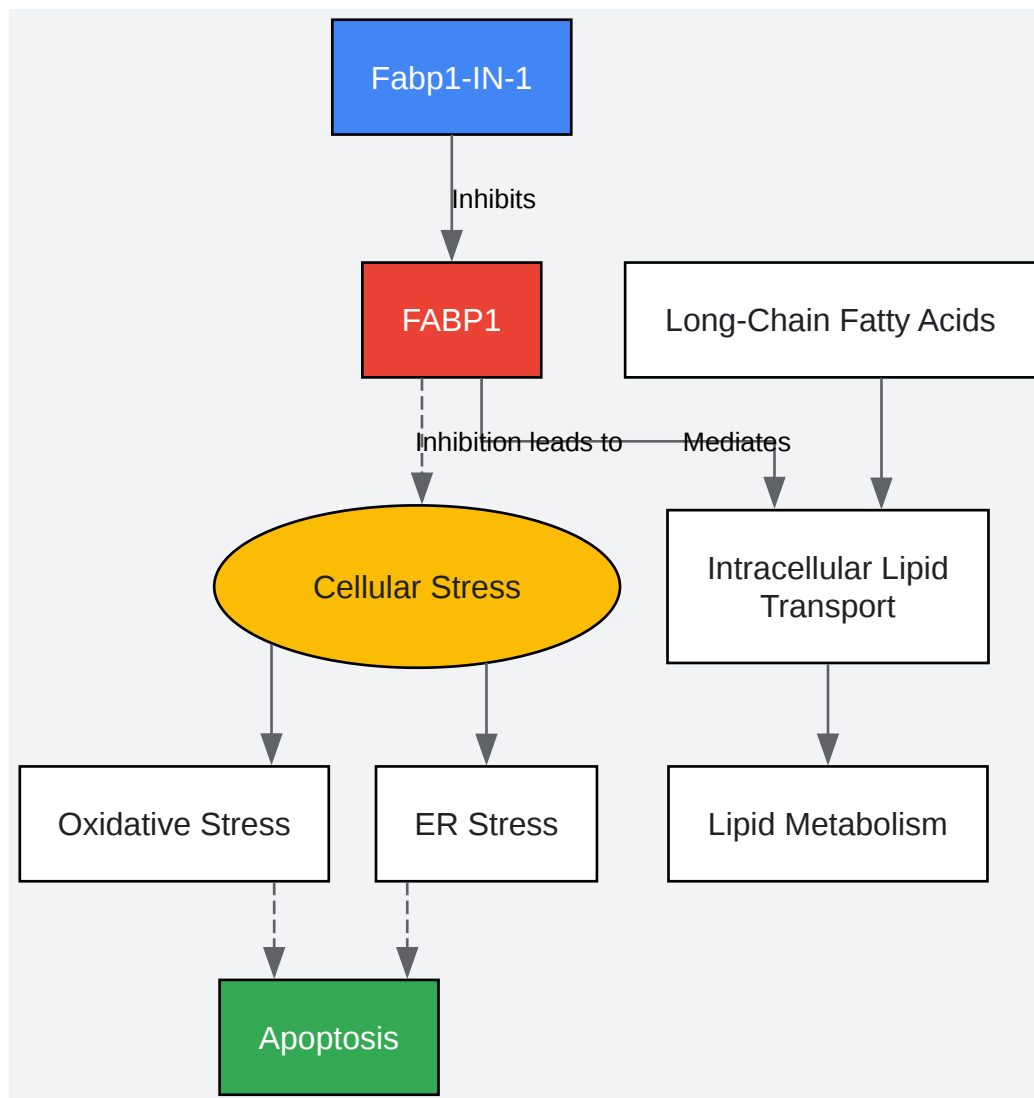 Fabp1-IN-1
Inhibits
FABP1
Long-Chain Fatty Acids
Inhibition leads to
Mediates
Cellular Stress
Intracellular Lipid
Transport
Oxidative Stress
ER Stress
Lipid Metabolism
Apoptosis